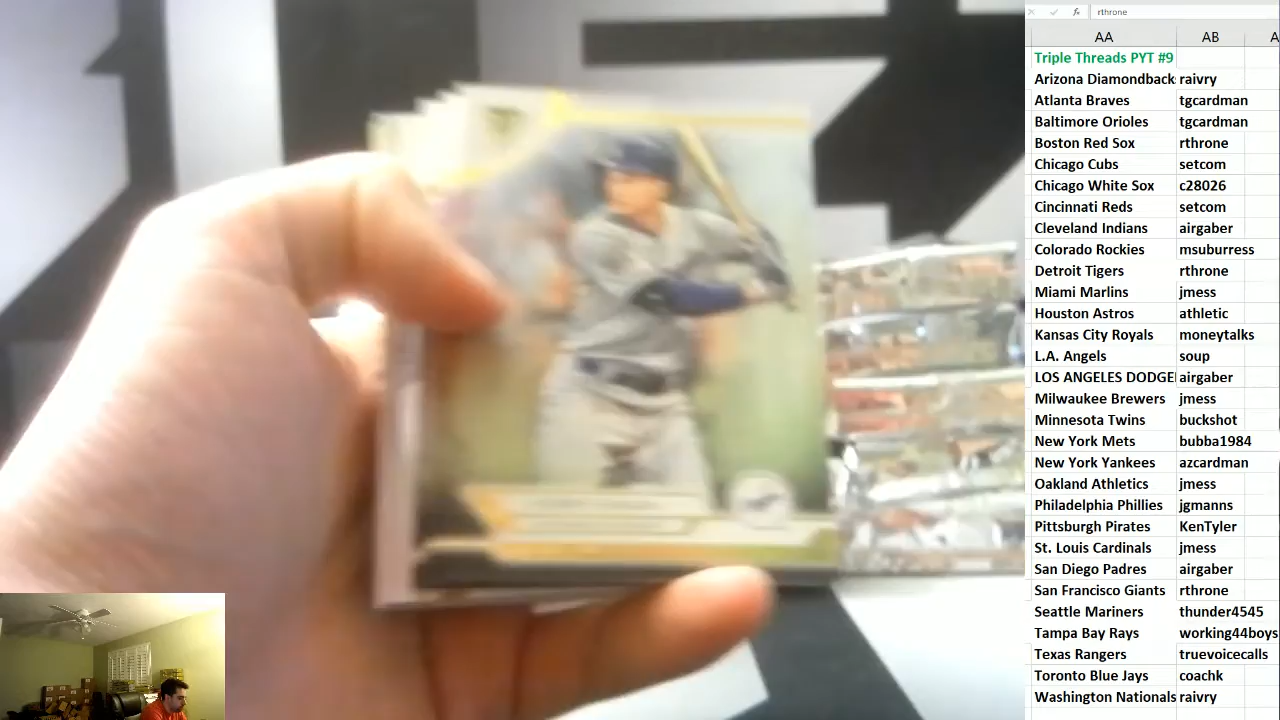 rthrone
AA AB A
Triple Threads PYT #9
Arizona Diamondback raivry
Atlanta Braves tgcardman
Baltimore Orioles tgcardman
Boston Red Sox rthrone
Chicago Cubs setcom
Chicago White Sox c28026
Cincinnati Reds setcom
Cleveland Indians airgaber
Colorado Rockies msuburress
Detroit Tigers rthrone
Miami Marlins jmess
Houston Astros athletic
Kansas City Royals moneytalks
L.A. Angels soup
LOS ANGELES DODGE airgaber
Milwaukee Brewers jmess
Minnesota Twins buckshot
New York Mets bubba1984
New York Yankees azcardman
Oakland Athletics jmess
Philadelphia Phillies jgmanns
Pittsburgh Pirates KenTyler
St. Louis Cardinals jmess
San Diego Padres airgaber
San Francisco Giants rthrone
Seattle Mariners thunder4545
Tampa Bay Rays working44boys
Texas Rangers truevoicecalls
Toronto Blue Jays coachk
Washington Nationals raivry